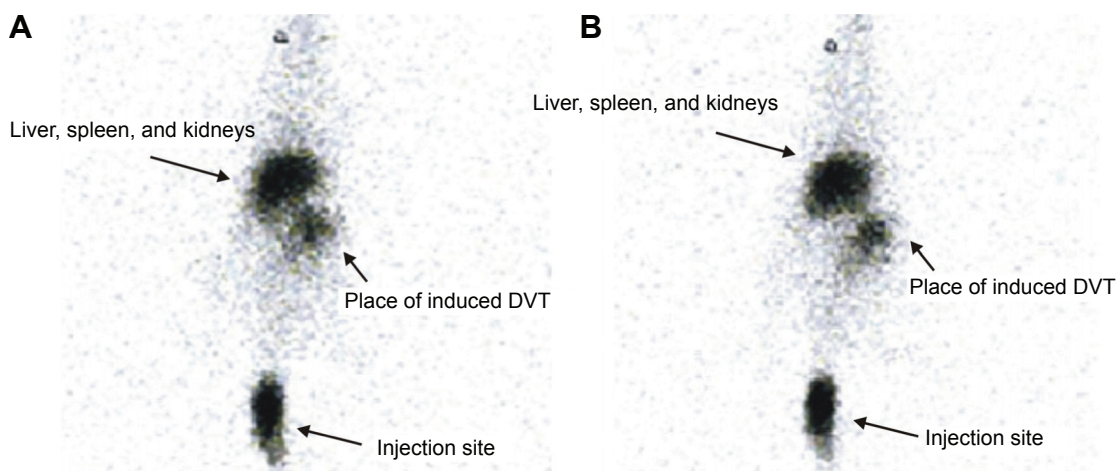 A
B
Liver, spleen, and kidneys
Liver, spleen, and kidneys
Place of induced DVT
Place of induced DVT
Injection site
Injection site